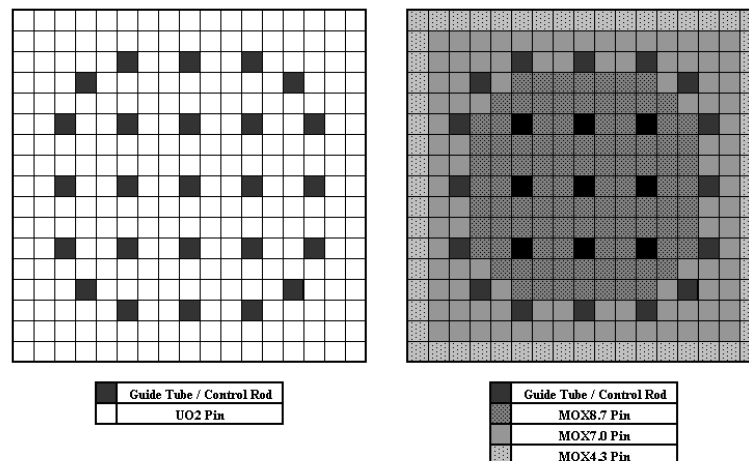 Guide Tube / Control Rod
UO2 Pin
Guide Tube / Control Rod
MOX8.7 Pin
MOX7.0 Pin
MOX4.3 Pin